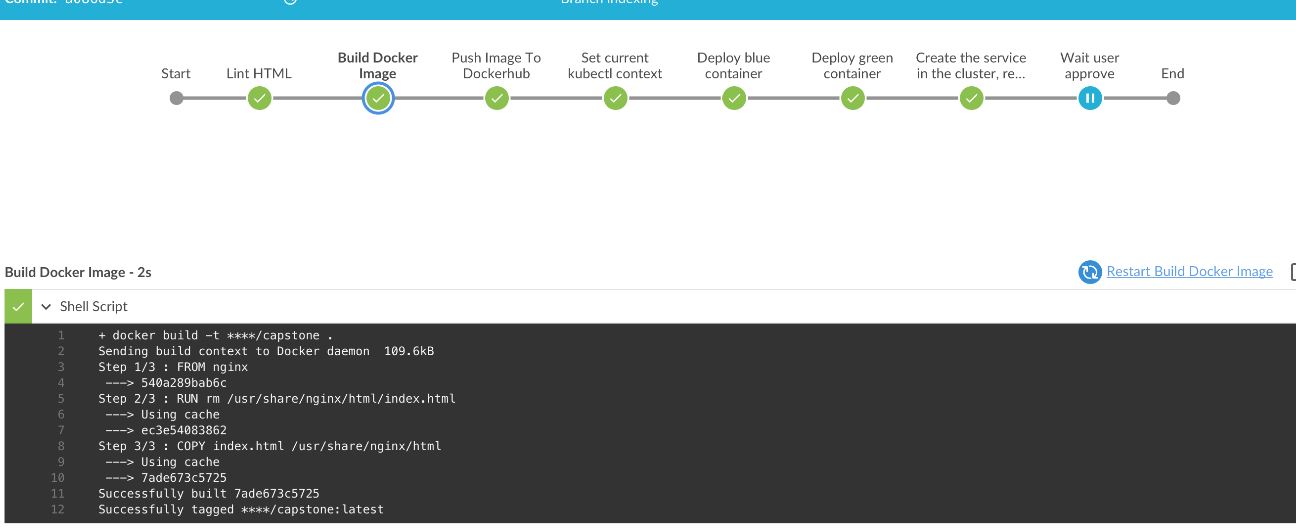 Commit:
Branch indexing
Start
Lint HTML
Build Docker
Image
Push Image To
Dockerhub
Set current
kubectl context
Deploy blue
container
Deploy green
container
Create the service
in the cluster, re...
Wait user
approve
End
Build Docker Image - 2s
Restart Build Docker Image
Shell Script
1 + docker build -t ****/capstone .
2 Sending build context to Docker daemon 109.6kB
3 Step 1/3 : FROM nginx
4 ---> 540a289bab6c
5 Step 2/3 : RUN rm /usr/share/nginx/html/index.html
6 ---> Using cache
7 ---> ec3e54083862
8 Step 3/3 : COPY index.html /usr/share/nginx/html
9 ---> Using cache
10 ---> 7ade673c5725
11 Successfully built 7ade673c5725
12 Successfully tagged ****/capstone:latest